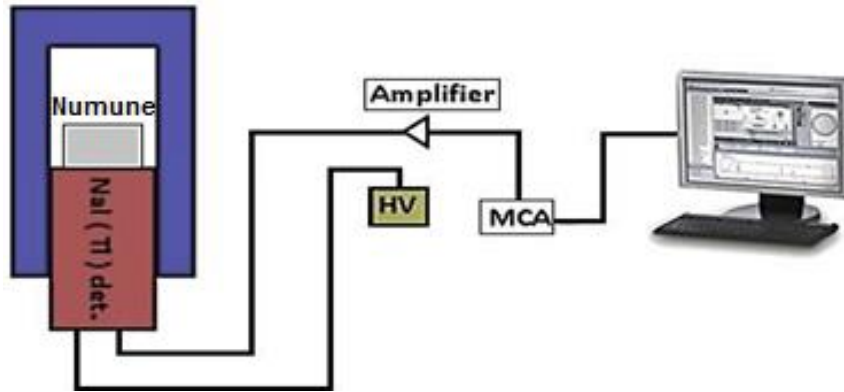 Numune
Amplifier
HV
MCA
NaI ( Tl ) det.